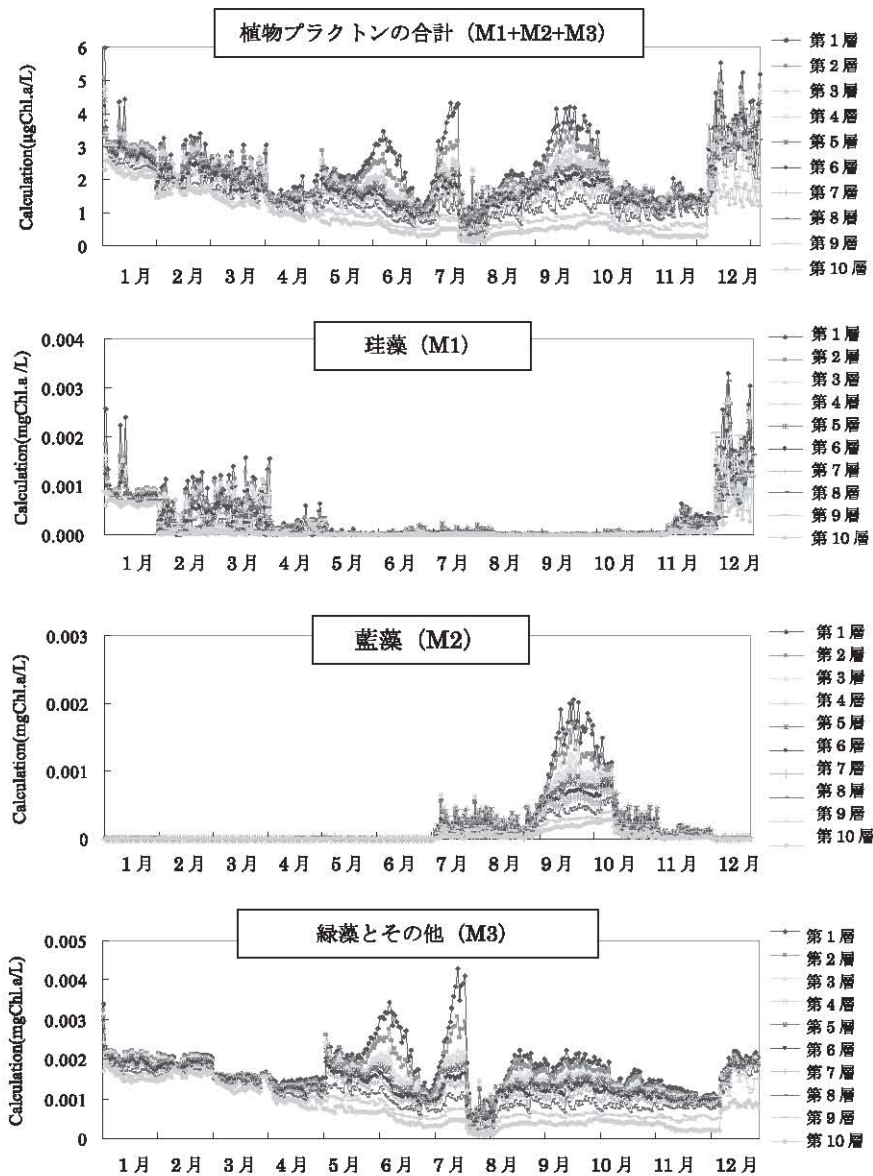 植物プラクトンの合計（M1+M2+M3）
Calculation(μgChl.a/L)
6
5
4
3
2
1
0
1月 2月 3月 4月 5月 6月 7月 8月 9月 10月 11月 12月
第1層
第2層
第3層
第4層
第5層
第6層
第7層
第8層
第9層
第10層
珪藻（M1）
Calculation(mgChl.a /L)
0.004
0.003
0.002
0.001
0.000
1月 2月 3月 4月 5月 6月 7月 8月 9月 10月 11月 12月
第1層
第2層
第3層
第4層
第5層
第6層
第7層
第8層
第9層
第10層
藍藻（M2）
Calculation(mgChl.a/L)
0.003
0.002
0.001
0
1月 2月 3月 4月 5月 6月 7月 8月 9月 10月 11月 12月
第1層
第2層
第3層
第4層
第5層
第6層
第7層
第8層
第9層
第10層
緑藻とその他（M3）
Calculation(mgChl.a/L)
0.005
0.004
0.003
0.002
0.001
0
1月 2月 3月 4月 5月 6月 7月 8月 9月 10月 11月 12月
第1層
第2層
第3層
第4層
第5層
第6層
第7層
第8層
第9層
第10層